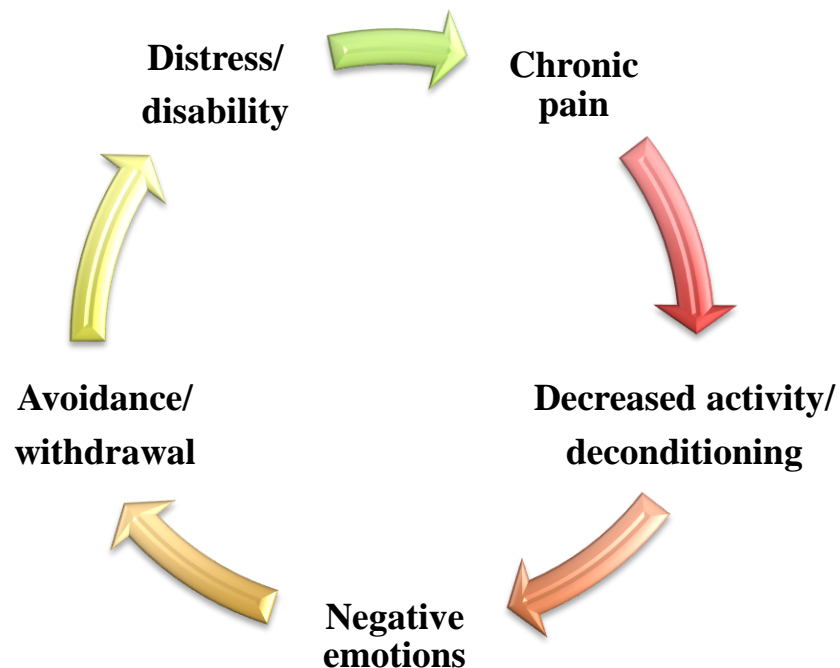 Distress/
disability
Chronic
pain
Decreased activity/
deconditioning
Negative
emotions
Avoidance/
withdrawal